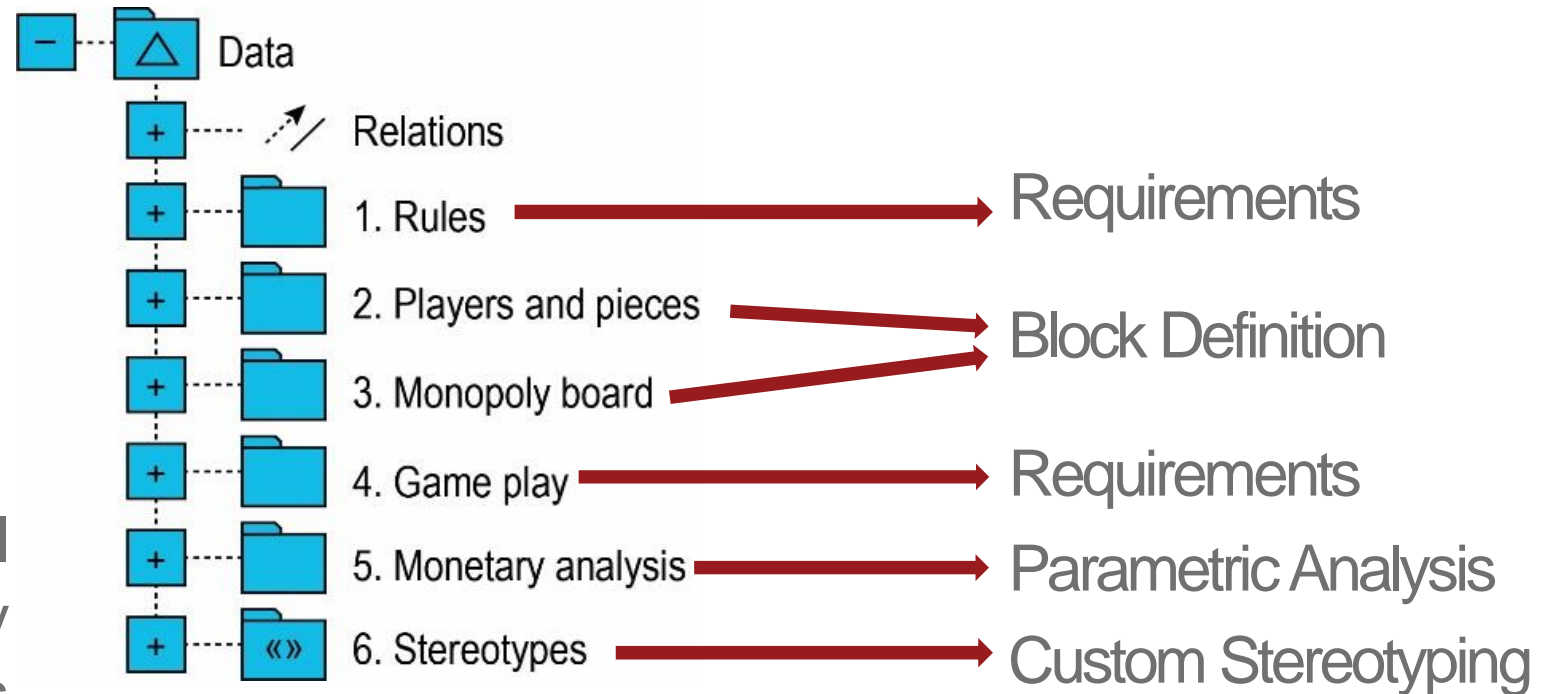 Data
Relations
1. Rules
Requirements
2. Players and pieces
Block Definition
3. Monopoly board
4. Game play
Requirements
5. Monetary analysis
Parametric Analysis
«» 6. Stereotypes
Custom Stereotyping